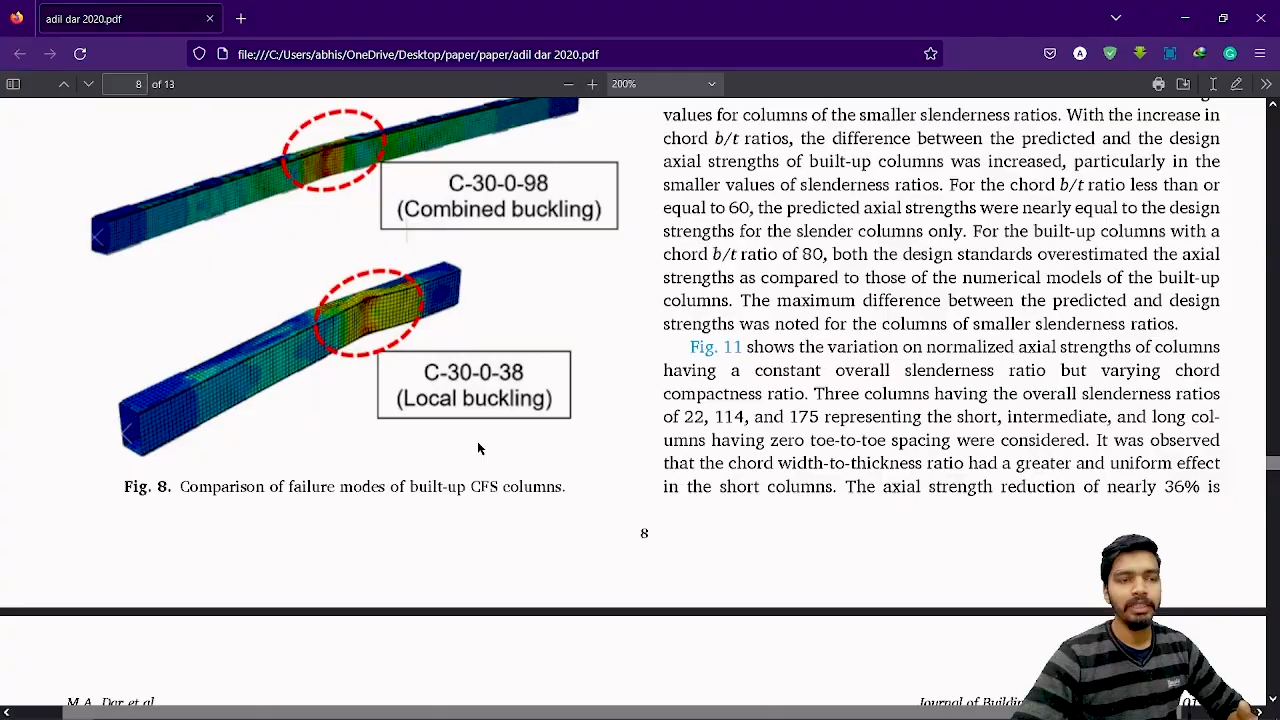 adil dar 2020.pdf
file:///C:/Users/abhis/OneDrive/Desktop/paper/paper/adil dar 2020.pdf
8 of 13
200%
C-30-0-98
(Combined buckling)
C-30-0-38
(Local buckling)
Fig. 8. Comparison of failure modes of built-up CFS columns.
values for columns of the smaller slenderness ratios. With the increase in
chord b/t ratios, the difference between the predicted and the design
axial strengths of built-up columns was increased, particularly in the
smaller values of slenderness ratios. For the chord b/t ratio less than or
equal to 60, the predicted axial strengths were nearly equal to the design
strengths for the slender columns only. For the built-up columns with a
chord b/t ratio of 80, both the design standards overestimated the axial
strengths as compared to those of the numerical models of the built-up
columns. The maximum difference between the predicted and design
strengths was noted for the columns of smaller slenderness ratios.
Fig. 11 shows the variation on normalized axial strengths of columns
having a constant overall slenderness ratio but varying chord
compactness ratio. Three columns having the overall slenderness ratios
of 22, 114, and 175 representing the short, intermediate, and long col-
umns having zero toe-to-toe spacing were considered. It was observed
that the chord width-to-thickness ratio had a greater and uniform effect
in the short columns. The axial strength reduction of nearly 36% is
8
M.A. Dar et al.
Journal of Buildin